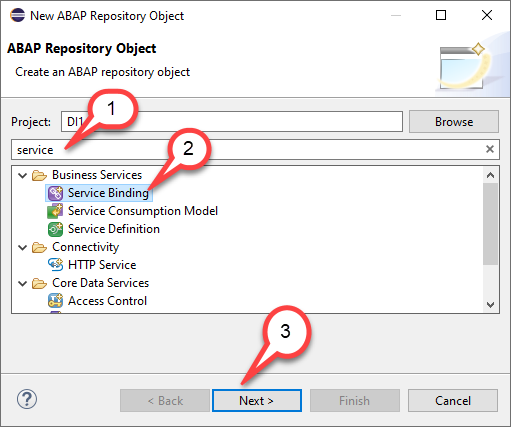 New ABAP Repository Object
ABAP Repository Object
Create an ABAP repository object
1
Project: DI1 Browse
service
2
Business Services
Service Binding
Service Consumption Model
Service Definition
Connectivity
HTTP Service
Core Data Services
Access Control
3
? < Back Next > Finish Cancel